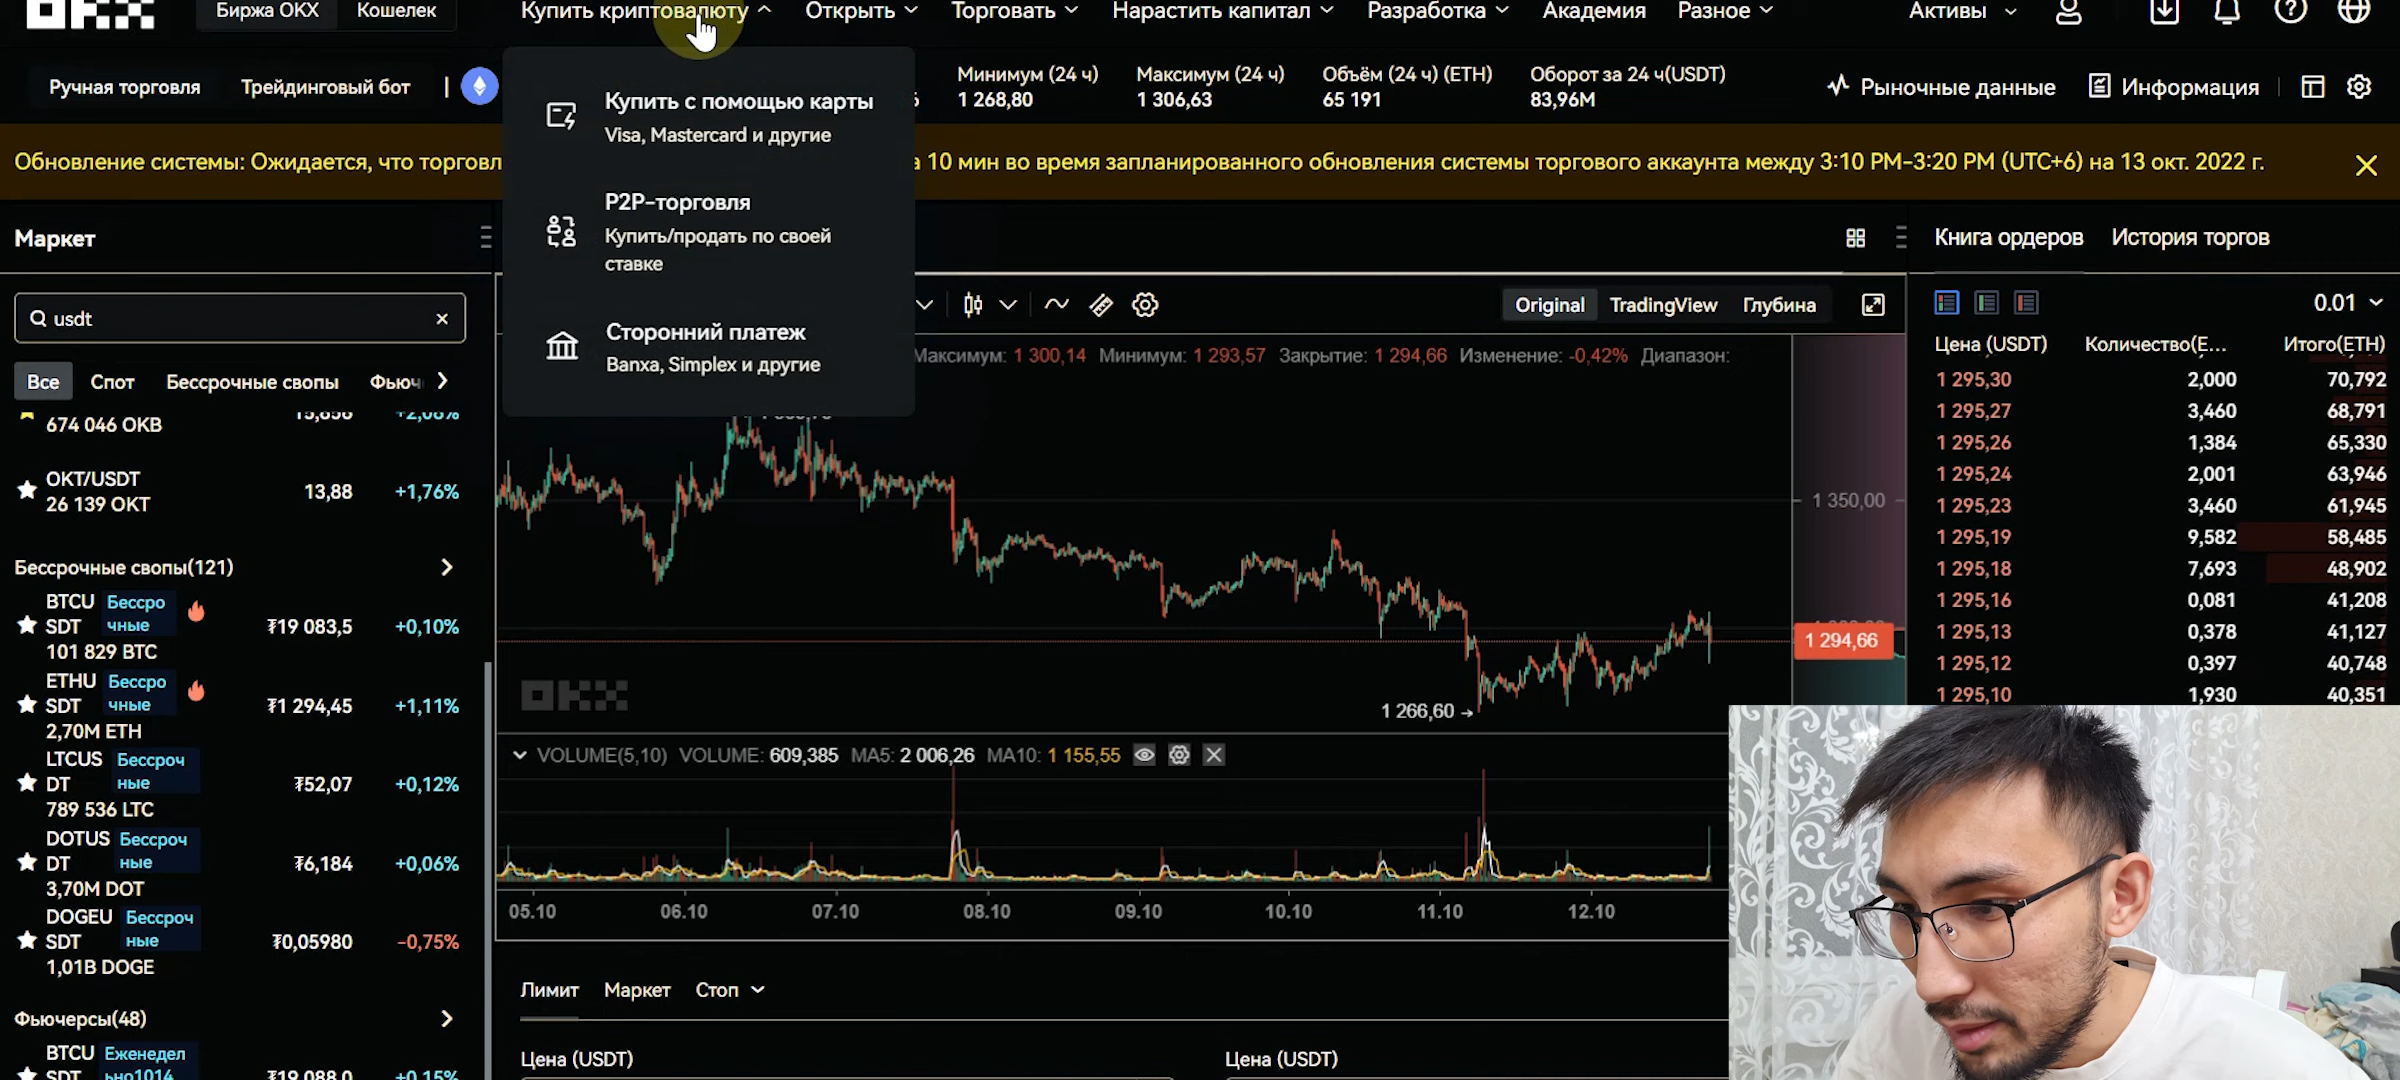 OKX
Биржа OKX
Кошелек
Купить криптовалюту
Открыть
Торговать
Нарастить капитал
Разработка
Академия
Разное
Активы
Ручная торговля
Трейдинговый бот
Купить с помощью карты
Visa, Mastercard и другие
P2P-торговля
Купить/продать по своей
ставке
Сторонний платеж
Banxa, Simplex и другие
Минимум (24 ч)
1 268,80
Максимум (24 ч)
1 306,63
Объём (24 ч) (ETH)
65 191
Оборот за 24 ч(USDT)
83,96M
Рыночные данные
Информация
Обновление системы: Ожидается, что
10 мин во время запланированного обновления системы торгового аккаунта между 3:10 PM-3:20 PM (UTC+6) на 13 окт. 2022 г.
Маркет
usdt
Все
Спот
Бессрочные свопы
674 046 OKB
OKT/USDT
13,88
+1,76%
26 139 OKT
Бессрочные свопы(121)
BTCU
SDT
Бессро
чные
₮19 083,5
+0,10%
101 829 BTC
ETHU
SDT
Бессро
чные
₮1 294,45
+1,11%
2,70M ETH
LTCUS
DT
Бессроч
ные
₮52,07
+0,12%
789 536 LTC
DOTUS
DT
Бессроч
ные
₮6,184
+0,06%
3,70M DOT
DOGEU
SDT
Бессроч
ные
₮0,05980
-0,75%
1,01B DOGE
Фьючерсы(48)
BTCU
SDT
Еженедел
ьно1014
₮19 088,0
+0,15%
Original
TradingView
Глубина
Максимум: 1 300,14 Минимум: 1 293,57 Закрытие: 1 294,66 Изменение: -0,42% Диапазон:
1 350,00
1 294,66
OKX
1 266,60
VOLUME(5,10) VOLUME: 609,385 MA5: 2 006,26 MA10: 1 155,55
05.10
06.10
07.10
08.10
09.10
10.10
11.10
12.10
Лимит
Маркет
Стоп
Цена (USDT)
Цена (USDT)
Книга ордеров
История торгов
0.01
Цена (USDT) Количество(E... Итого(ETH)
1 295,30 2,000 70,792
1 295,27 3,460 68,791
1 295,26 1,384 65,330
1 295,24 2,001 63,946
1 295,23 3,460 61,945
1 295,19 9,582 58,485
1 295,18 7,693 48,902
1 295,16 0,081 41,208
1 295,13 0,378 41,127
1 295,12 0,397 40,748
1 295,10 1,930 40,351